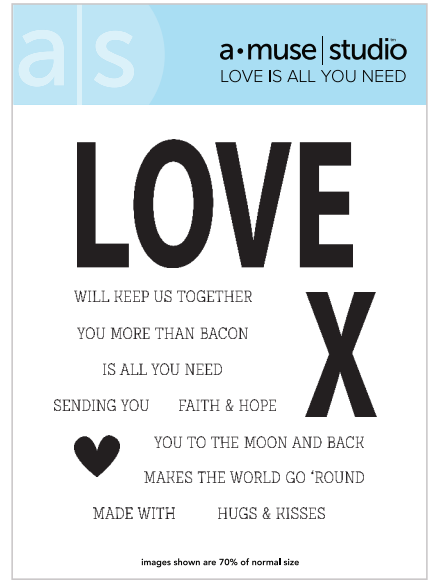 a|s
a•muse|studio™
LOVE IS ALL YOU NEED
LOVE
WILL KEEP US TOGETHER
X
YOU MORE THAN BACON
IS ALL YOU NEED
SENDING YOU
FAITH & HOPE
YOU TO THE MOON AND BACK
MAKES THE WORLD GO ‘ROUND
MADE WITH
HUGS & KISSES
images shown are 70% of normal size